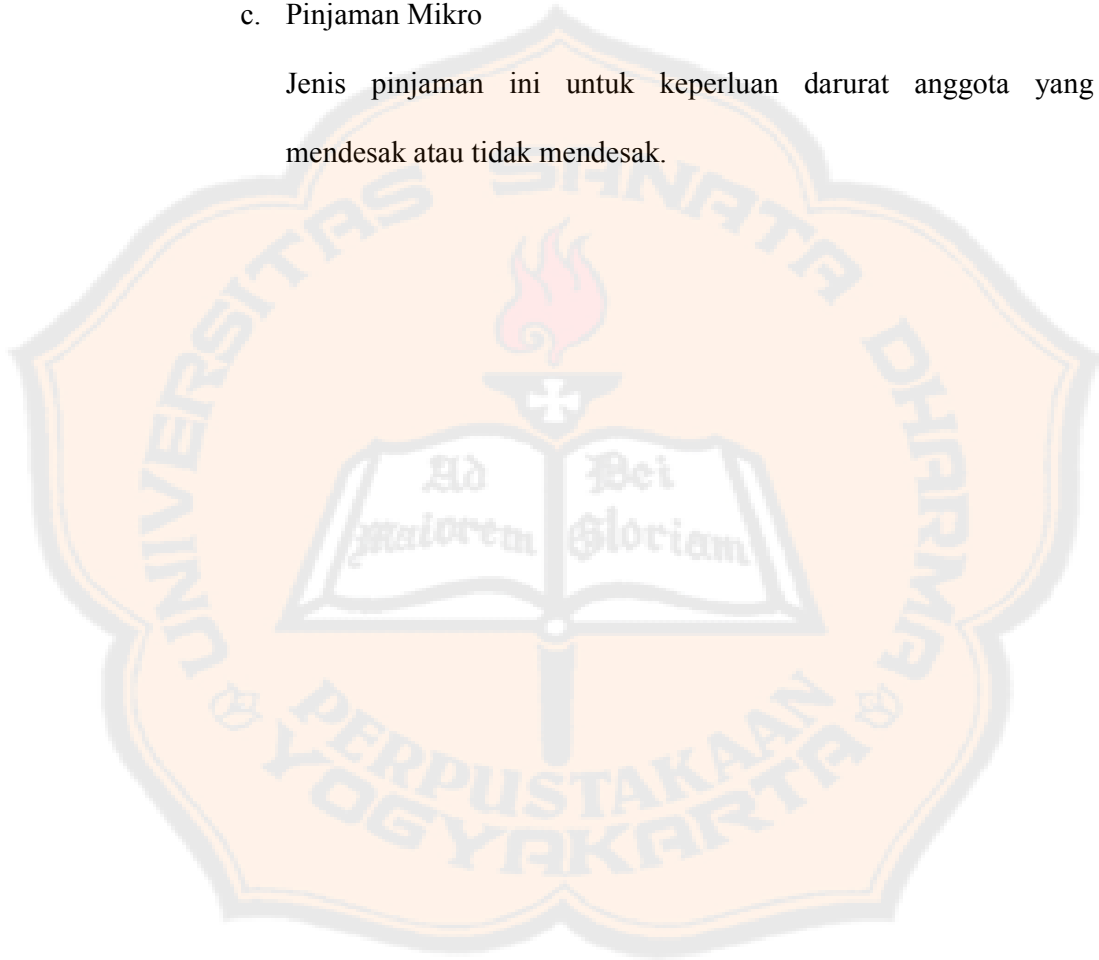 c. Pinjaman Mikro
Jenis pinjaman ini untuk keperluan darurat anggota yang
mendesak atau tidak mendesak.
UNIVERSITAS SANATA DHARMA
Ad Dei
Maiorem Gloriam
PERPUSTAKAAN
YOGYAKARTA